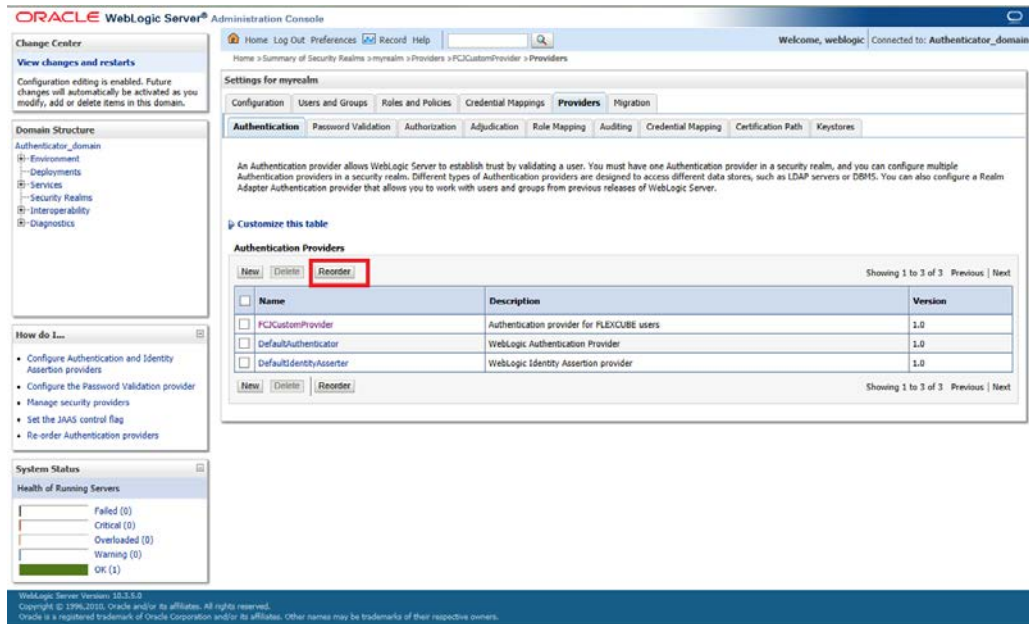 ORACLE WebLogic Server® Administration Console
Change Center
View changes and restarts
Configuration editing is enabled. Future
changes will automatically be activated as you
modify, add or delete items in this domain.
Domain Structure
Authenticator_domain
Environment
Deployments
Services
Security Realms
Interoperability
Diagnostics
How do I...
Configure Authentication and Identity
Assertion providers
Configure the Password Validation provider
Manage security providers
Set the JAAS control flag
Re-order Authentication providers
System Status
Health of Running Servers
Failed (0)
Critical (0)
Overloaded (0)
Warning (0)
OK (1)
Home Log Out Preferences Record Help
Welcome, weblogic Connected to: Authenticator_domain
Home >Summary of Security Realms >myrealm >Providers >FCJCustomProvider >Providers
Settings for myrealm
Configuration Users and Groups Roles and Policies Credential Mappings Providers Migration
Authentication Password Validation Authorization Adjudication Role Mapping Auditing Credential Mapping Certification Path Keystores
An Authentication provider allows WebLogic Server to establish trust by validating a user. You must have one Authentication provider in a security realm, and you can configure multiple
Authentication providers in a security realm. Different types of Authentication providers are designed to access different data stores, such as LDAP servers or DBMS. You can also configure a Realm
Adapter Authentication provider that allows you to work with users and groups from previous releases of WebLogic Server.
Customize this table
Authentication Providers
New Delete Reorder Showing 1 to 3 of 3 Previous | Next
Name Description Version
FCJCustomProvider Authentication provider for FLEXCUBE users 1.0
DefaultAuthenticator WebLogic Authentication Provider 1.0
DefaultIdentityAsserter WebLogic Identity Assertion provider 1.0
New Delete Reorder Showing 1 to 3 of 3 Previous | Next
WebLogic Server Version: 10.3.5.0
Copyright © 1996,2010, Oracle and/or its affiliates. All rights reserved.
Oracle is a registered trademark of Oracle Corporation and/or its affiliates. Other names may be trademarks of their respective owners.